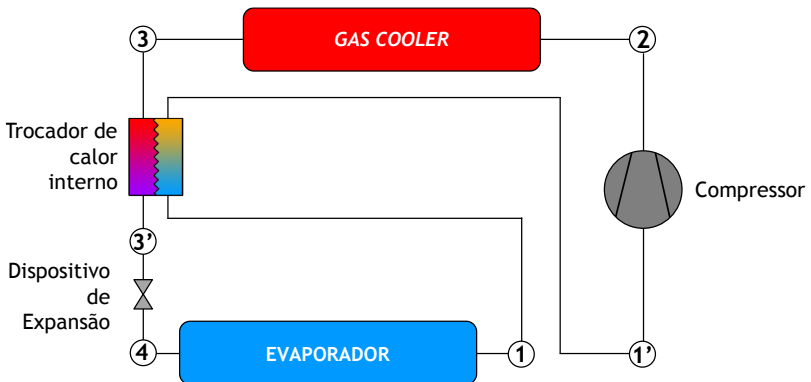 3
GAS COOLER
2
Trocador de
calor
interno
Compressor
3’
Dispositivo
de
Expansão
4
EVAPORADOR
1
1’